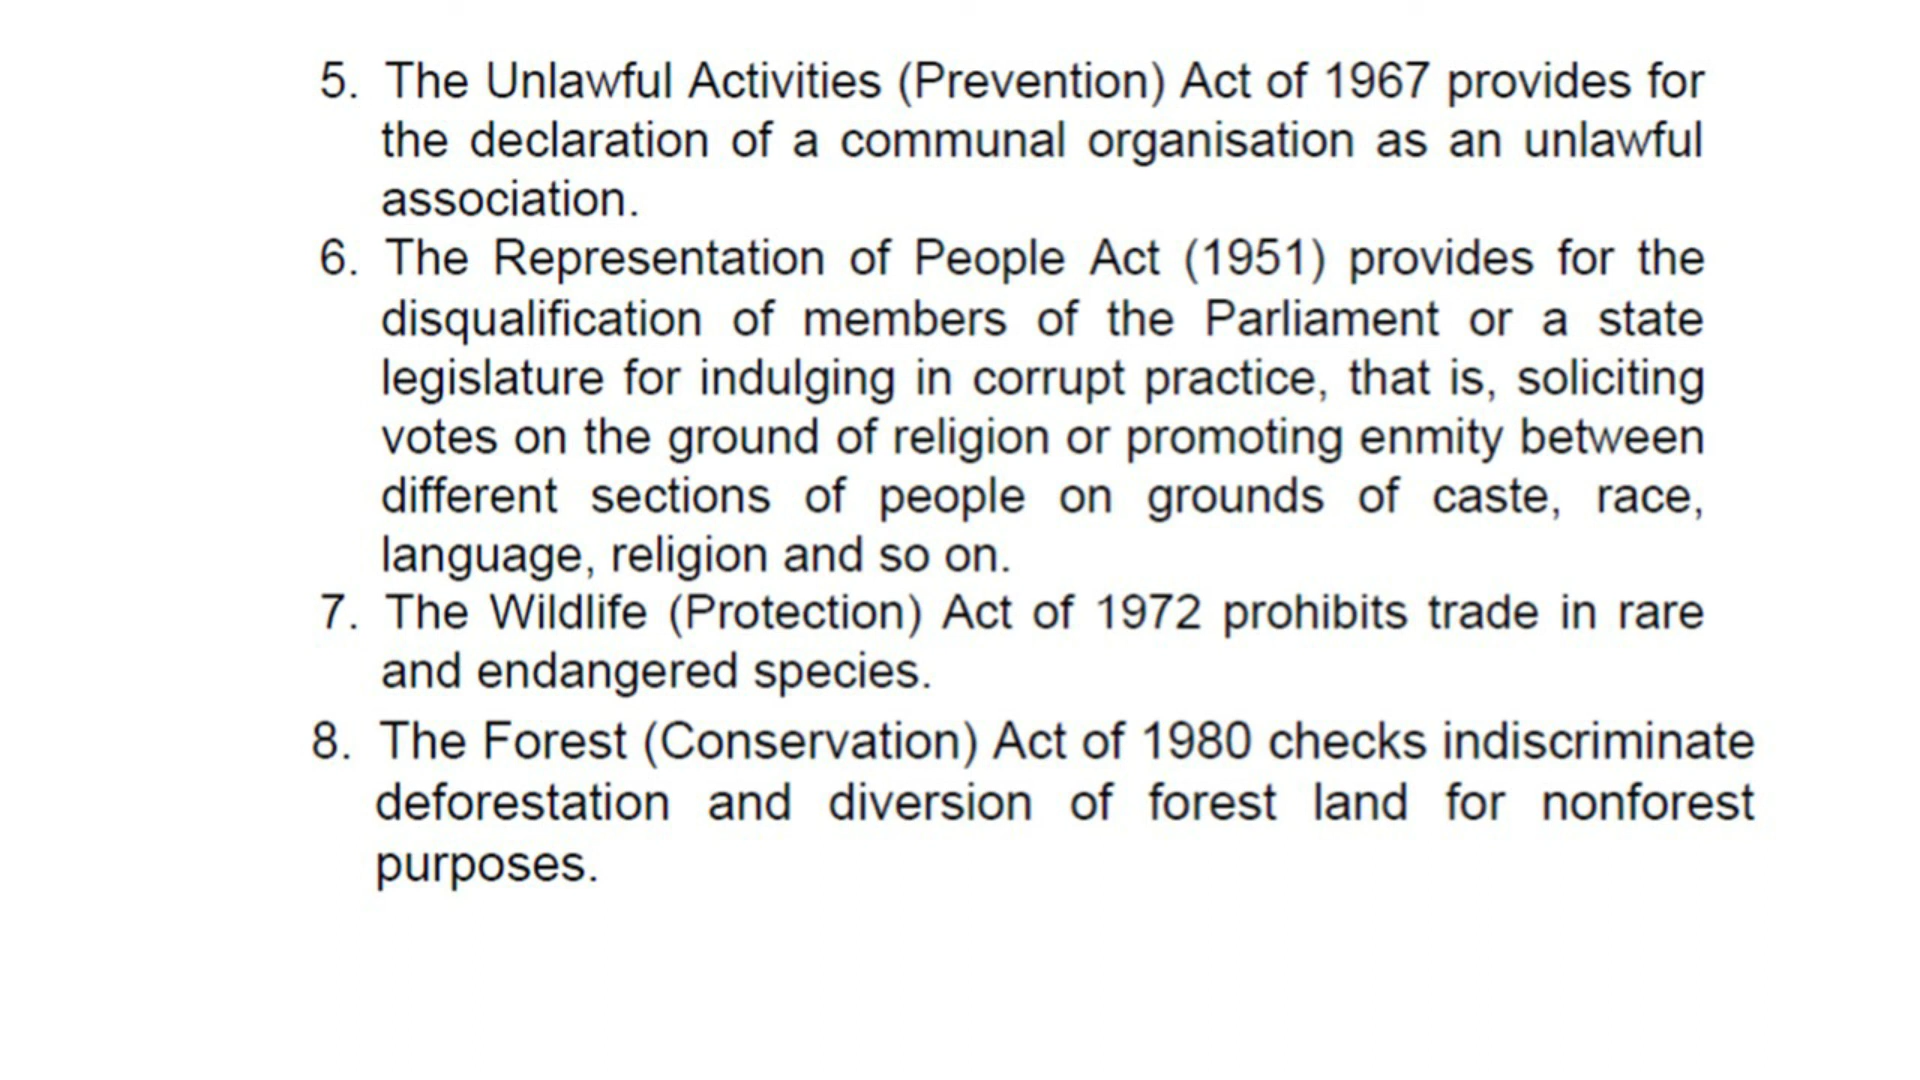 5. The Unlawful Activities (Prevention) Act of 1967 provides for
the declaration of a communal organisation as an unlawful
association.
6. The Representation of People Act (1951) provides for the
disqualification of members of the Parliament or a state
legislature for indulging in corrupt practice, that is, soliciting
votes on the ground of religion or promoting enmity between
different sections of people on grounds of caste, race,
language, religion and so on.
7. The Wildlife (Protection) Act of 1972 prohibits trade in rare
and endangered species.
8. The Forest (Conservation) Act of 1980 checks indiscriminate
deforestation and diversion of forest land for nonforest
purposes.